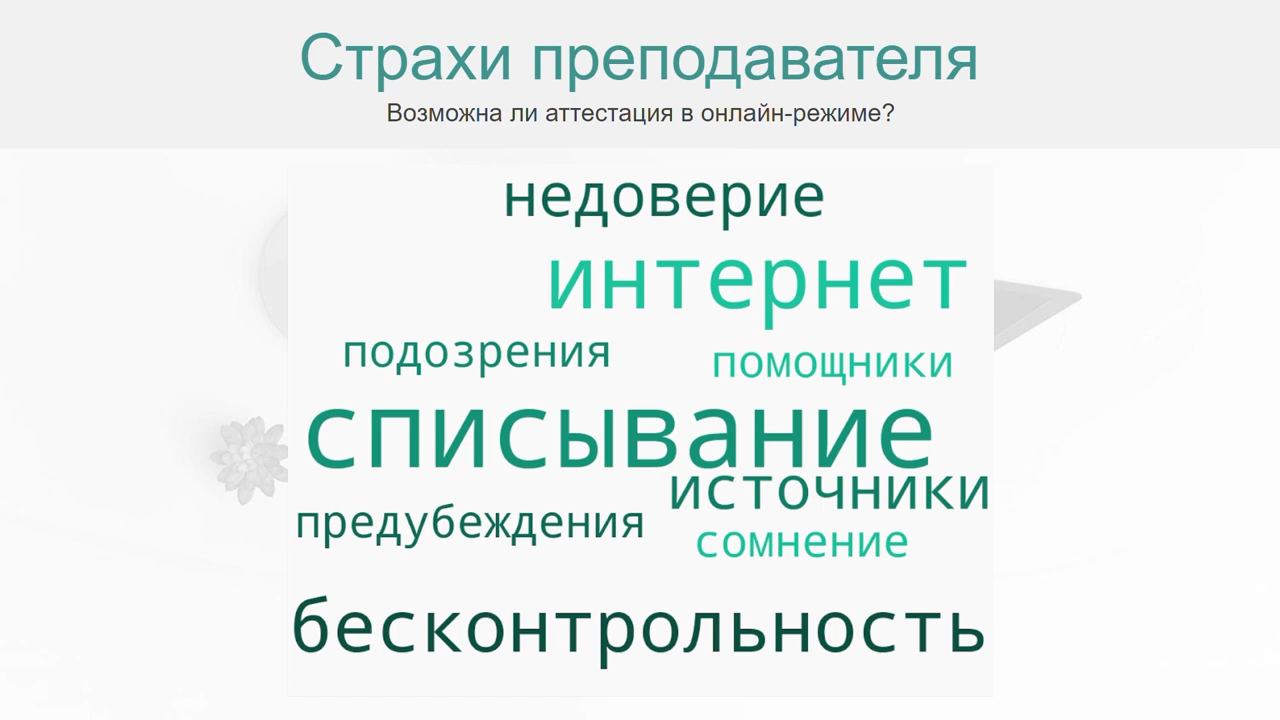 Страхи преподавателя
Возможна ли аттестация в онлайн-режиме?
недоверие
интернет
подозрения
помощники
списывание
источники
предубеждения
сомнение
бесконтрольность